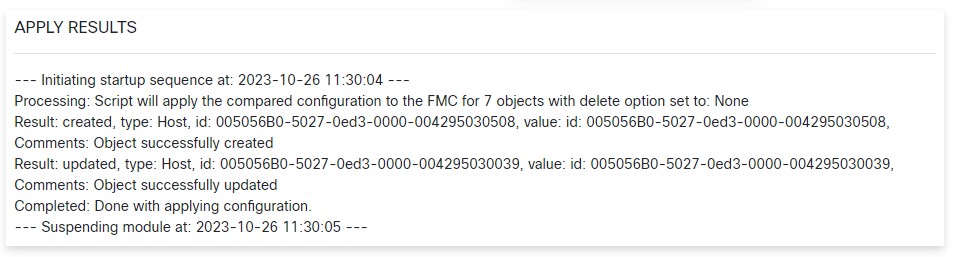 APPLY RESULTS
--- Initiating startup sequence at: 2023-10-26 11:30:04 ---
Processing: Script will apply the compared configuration to the FMC for 7 objects with delete option set to: None
Result: created, type: Host, id: 005056B0-5027-0ed3-0000-004295030508, value: id: 005056B0-5027-0ed3-0000-004295030508,
Comments: Object successfully created
Result: updated, type: Host, id: 005056B0-5027-0ed3-0000-004295030039, value: id: 005056B0-5027-0ed3-0000-004295030039,
Comments: Object successfully updated
Completed: Done with applying configuration.
--- Suspending module at: 2023-10-26 11:30:05 ---